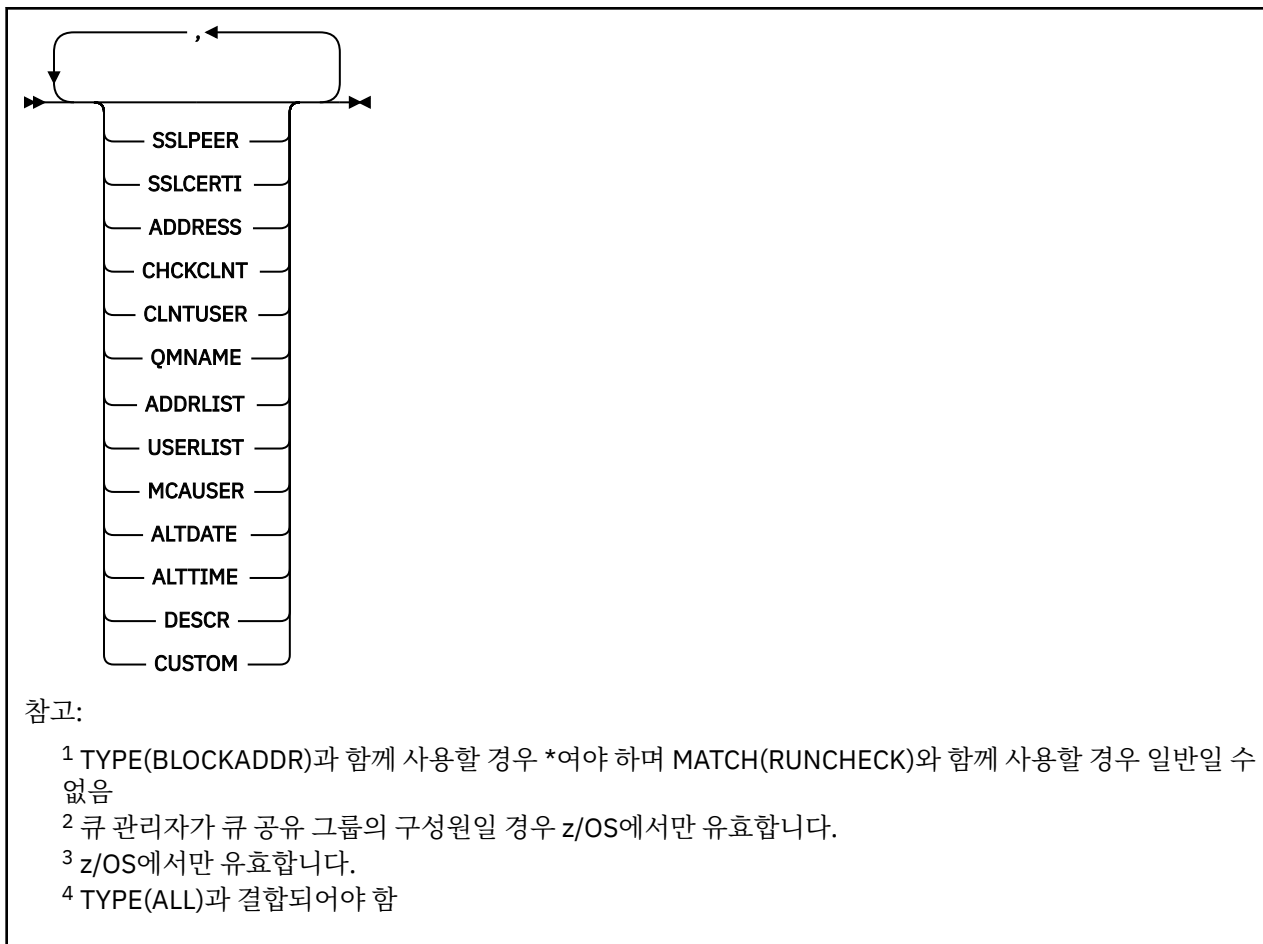 ,
SSLPEER
SSLCERTI
ADDRESS
CHCKCLNT
CLNTUSER
QMNAME
ADDRLIST
USERLIST
MCAUSER
ALTDATE
ALTTIME
DESCR
CUSTOM
참고:
1 TYPE(BLOCKADDR)과 함께 사용할 경우 *여야 하며 MATCH(RUNCHECK)와 함께 사용할 경우 일반일 수
없음
2 큐 관리자가 큐 공유 그룹의 구성원일 경우 z/OS에서만 유효합니다.
3 z/OS에서만 유효합니다.
4 TYPE(ALL)과 결합되어야 함